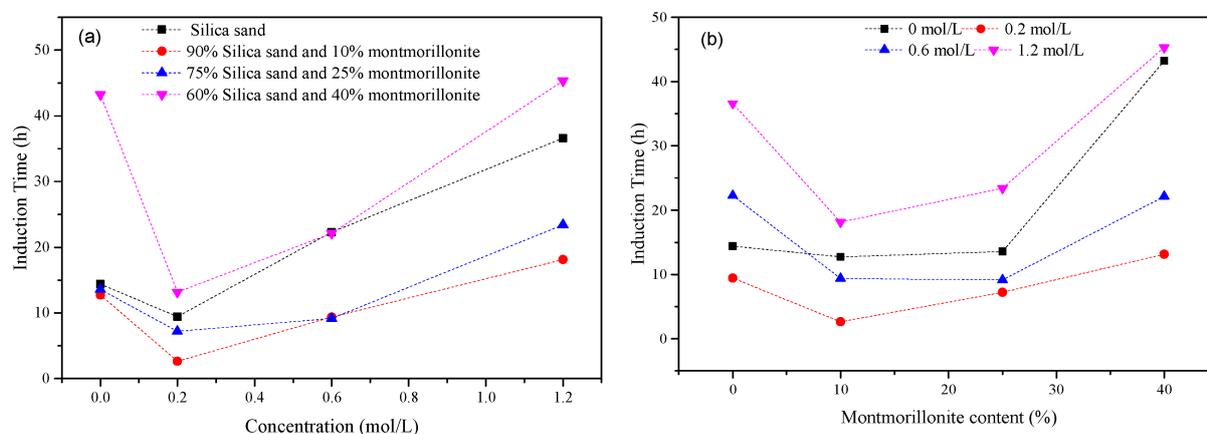 (a)
Silica sand
90% Silica sand and 10% montmorillonite
75% Silica sand and 25% montmorillonite
60% Silica sand and 40% montmorillonite
Induction Time (h)
50
40
30
20
10
0
0.0 0.2 0.4 0.6 0.8 1.0 1.2
Concentration (mol/L)
(b)
0 mol/L 0.2 mol/L
0.6 mol/L 1.2 mol/L
Induction Time (h)
50
40
30
20
10
0
0 10 20 30 40
Montmorillonite content (%)